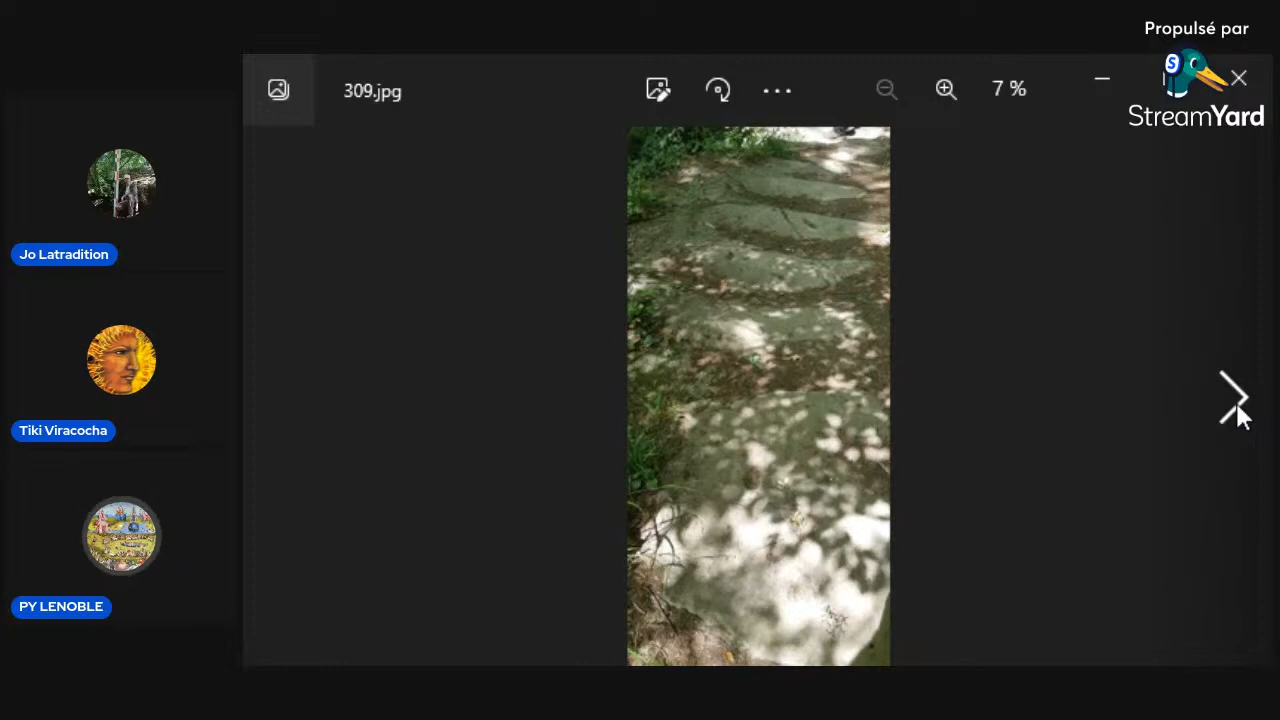 Propulsé par
StreamYard
309.jpg
7 %
Jo Latradition
Tiki Viracocha
PY LENOBLE